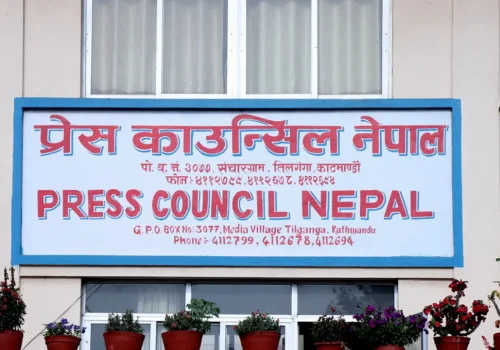 प्रेस काउन्सिल नेपाल
पो. व. नं. ३०७७, संचारग्राम, तिलगंगा, काठमाण्डौ
फोन:- ४११२७९९, ४११२६७८, ४११२६९४
PRESS COUNCIL NEPAL
G.P.O. BOX No: 3077, Media Village Tilganga, Kathmandu
Phone:- 4112799, 4112678, 4112694